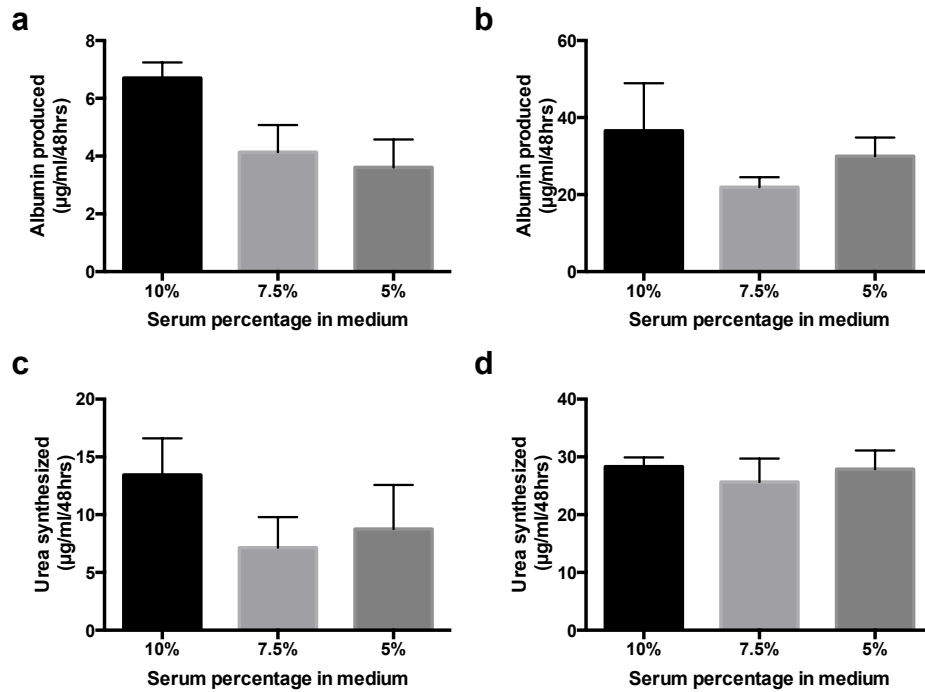 a
Albumin produced
(µg/ml/48hrs)
8
6
4
2
0
10% 7.5% 5%
Serum percentage in medium
b
Albumin produced
(µg/ml/48hrs)
60
40
20
0
10% 7.5% 5%
Serum percentage in medium
c
Urea synthesized
(µg/ml/48hrs)
20
15
10
5
0
10% 7.5% 5%
Serum percentage in medium
d
Urea synthesized
(µg/ml/48hrs)
40
30
20
10
0
10% 7.5% 5%
Serum percentage in medium